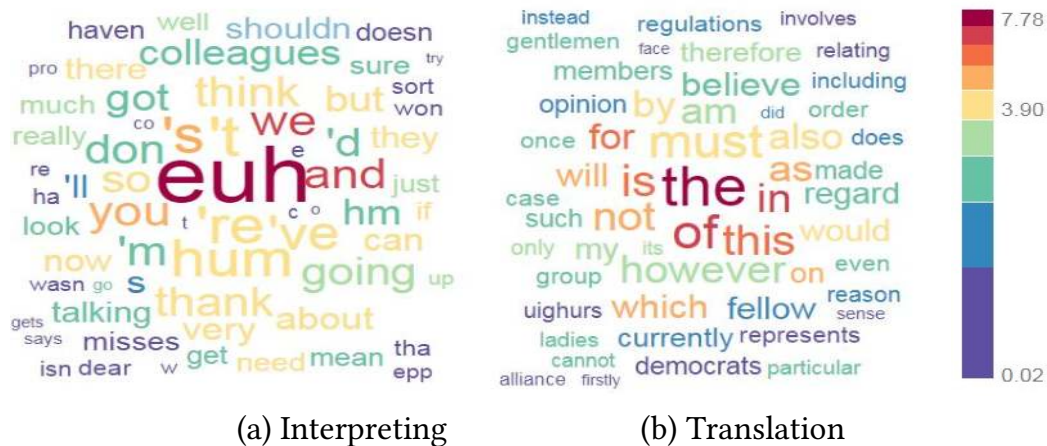 haven well shouldn doesn
colleagues
pro there sure try
much got think but sort
won
really co 's 't we 'd they
don e
re euh and
ha 'll so just
look you t 're 've c o hm if
now 'm hum can
wasn go s going up
talking thank about
gets very
says misses
isn dear w get need mean tha
epp
(a) Interpreting
instead regulations involves
gentlemen face therefore relating
members believe including
opinion by am did order
once for must also does
will is the in as made
case regard
such not of this would
only my its
group however on even
uighurs which fellow reason
sense
ladies currently represents
cannot democrats particular
alliance firstly
(b) Translation
7.78
3.90
0.02